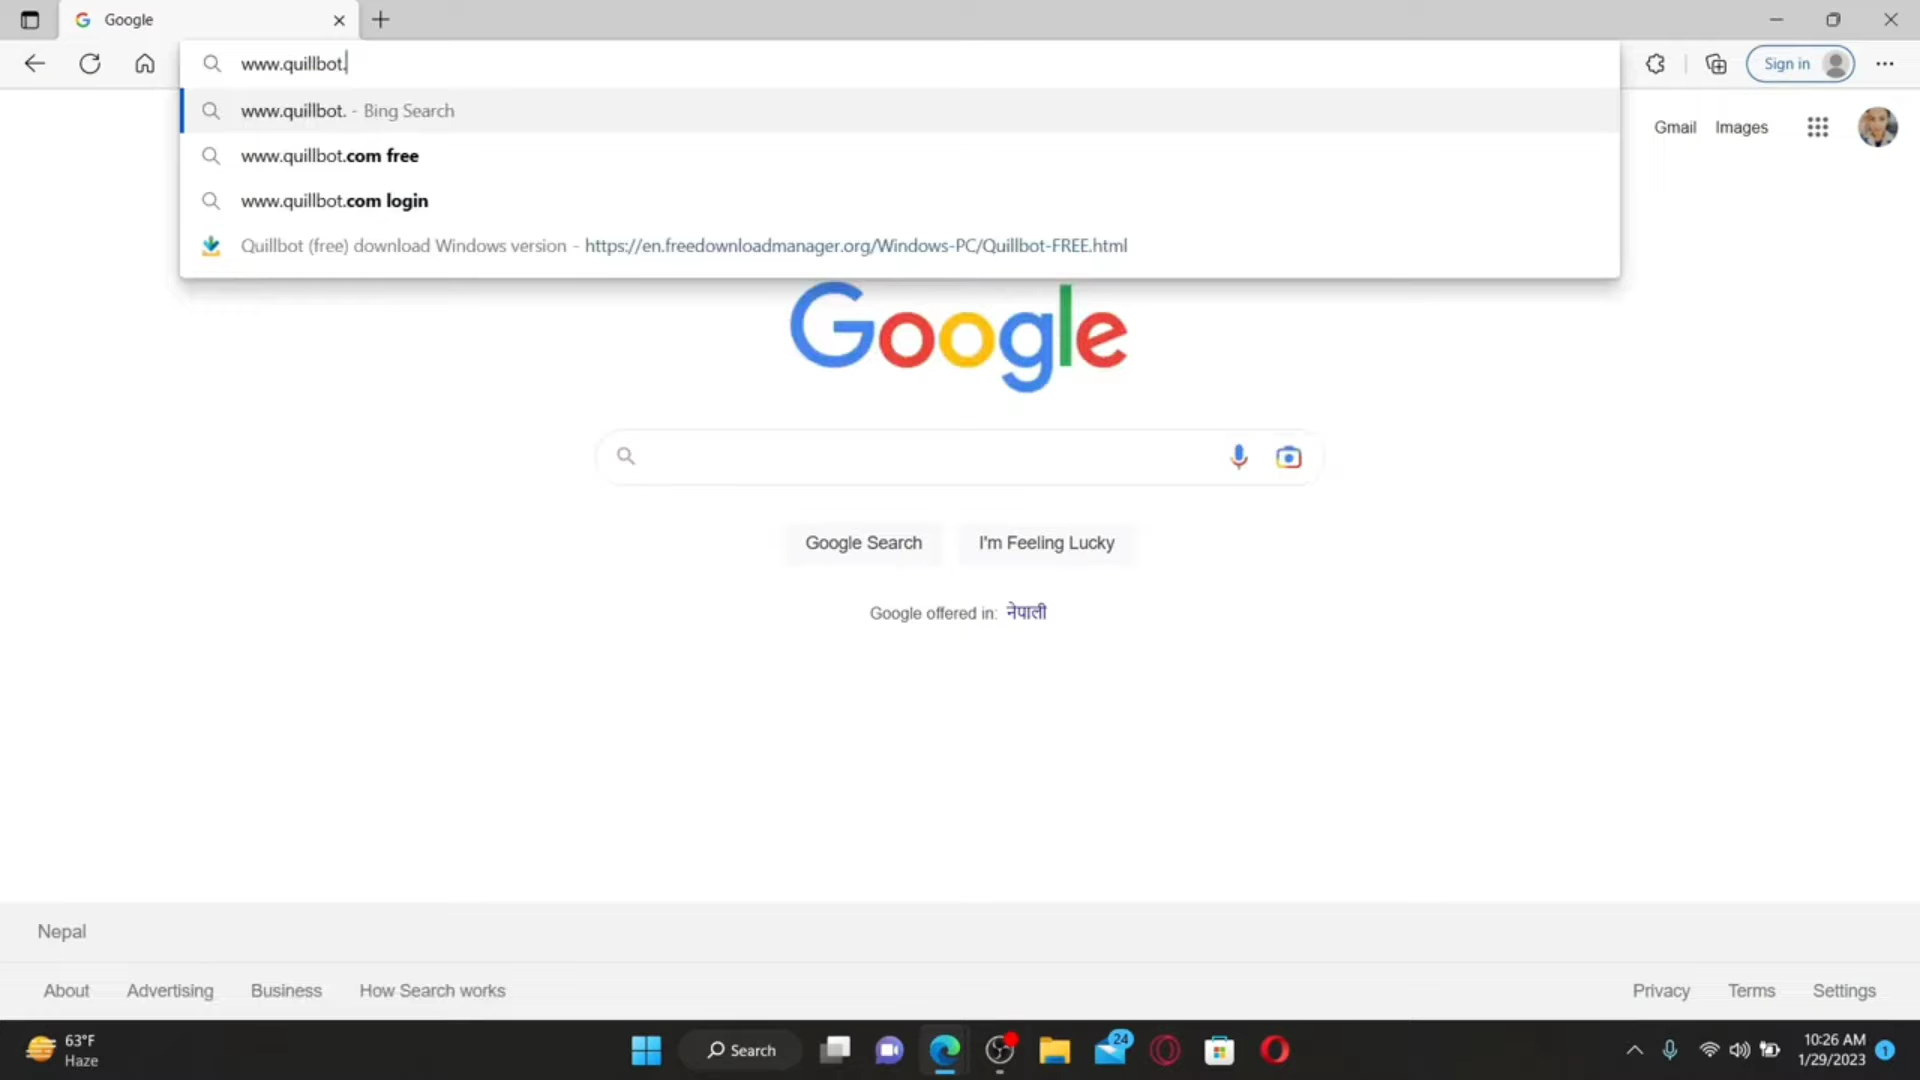 Google
www.quillbot.
Sign in
www.quillbot. - Bing Search
www.quillbot.com free
www.quillbot.com login
Quillbot (free) download Windows version - https://en.freedownloadmanager.org/Windows-PC/Quillbot-FREE.html
Gmail Images
Google
Google Search I'm Feeling Lucky
Google offered in: नेपाली
Nepal
About Advertising Business How Search works Privacy Terms Settings
63°F
Haze
Search
24
10:26 AM
1/29/2023
1